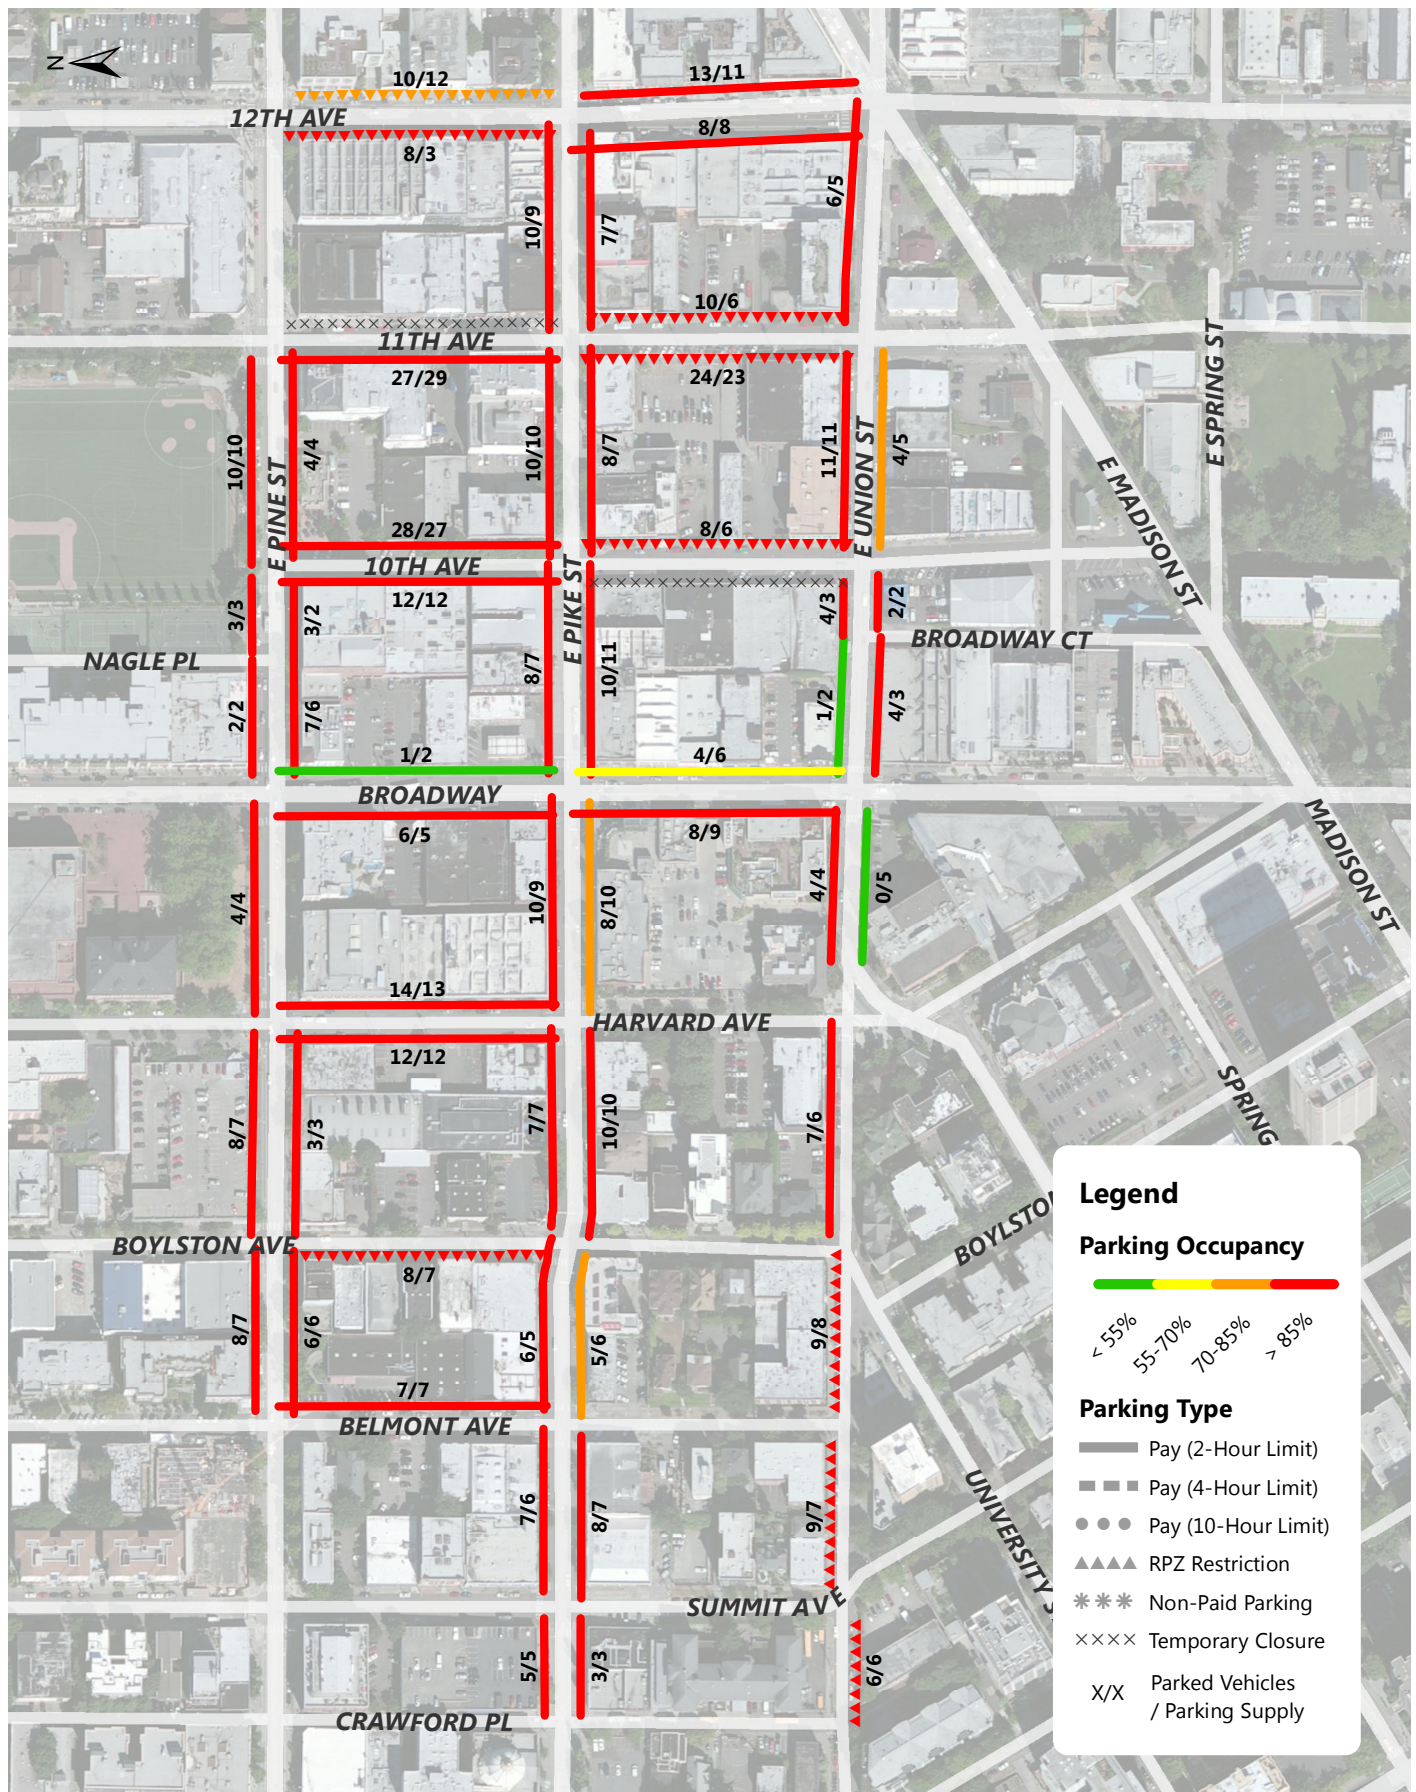 N
10/12
13/11
12TH AVE
8/8
8/3
6/5
10/9
7/7
10/6
11TH AVE
27/29
24/23
E SPRING ST
10/10
4/4
10/10
8/7
11/11
4/5
E PINE ST
E UNION ST
E MADISON ST
28/27
8/6
10TH AVE
E PIKE ST
12/12
3/3
3/2
4/3
2/2
BROADWAY CT
NAGLE PL
8/7
10/11
2/2
7/6
1/2
4/3
1/2
4/6
BROADWAY
MADISON ST
6/5
8/9
4/4
10/9
8/10
4/4
0/5
14/13
HARVARD AVE
12/12
8/7
3/3
7/7
10/10
7/6
SPRING
BOYLSTON AVE
BOYLSTON
8/7
8/7
6/6
6/5
5/6
9/8
7/7
BELMONT AVE
7/6
8/7
9/7
UNIVERSITY S
SUMMIT AVE
5/5
3/3
6/6
CRAWFORD PL
Legend
Parking Occupancy
< 55%
55-70%
70-85%
> 85%
Parking Type
Pay (2-Hour Limit)
Pay (4-Hour Limit)
Pay (10-Hour Limit)
RPZ Restriction
Non-Paid Parking
Temporary Closure
X/X Parked Vehicles
/ Parking Supply